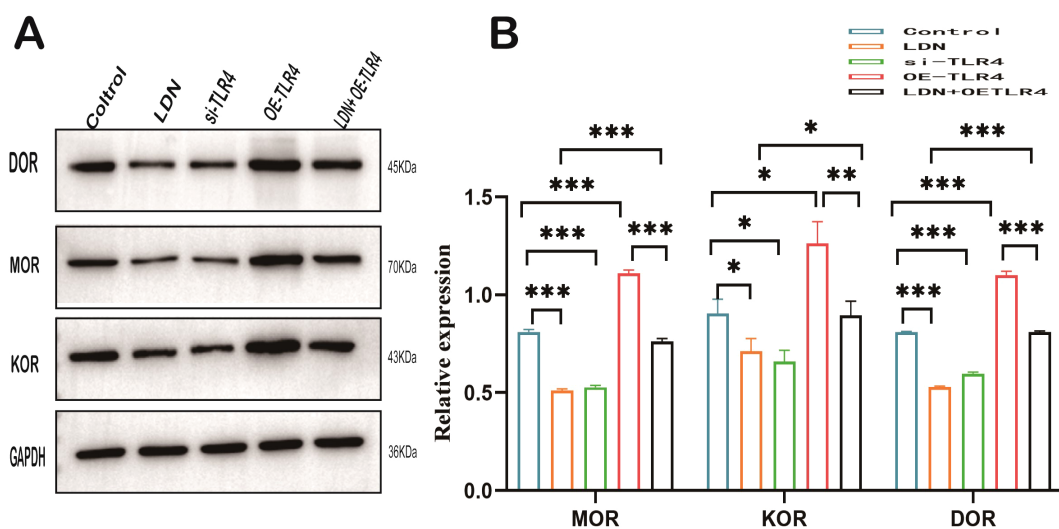 A
Coltrol LDN si-TLR4 OE-TLR4 LDN+OE-TLR4
DOR 45KDa
MOR 70KDa
KOR 43KDa
GAPDH 36KDa
B
Control
LDN
si-TLR4
OE-TLR4
LDN+OETLR4
*** * ***
*** * *** * ** *** ***
*** * ***
*** * ***
Relative expression
1.5
1.0
0.5
0.0
MOR KOR DOR